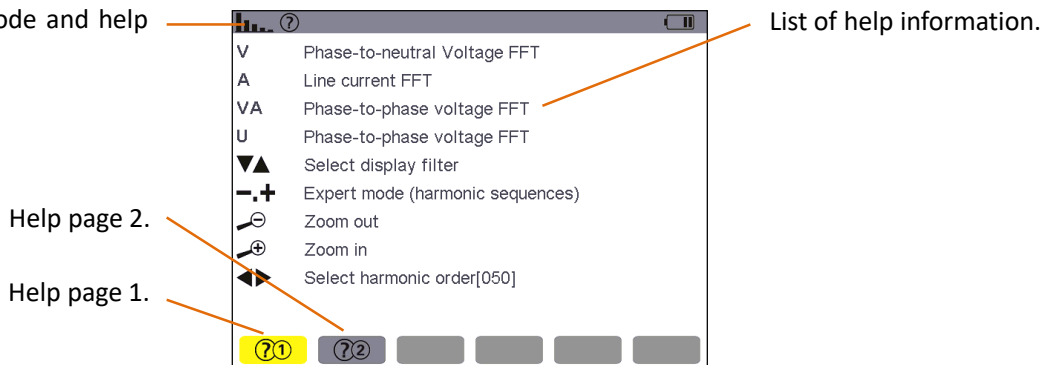 ode and help
List of help information.
V Phase-to-neutral Voltage FFT
A Line current FFT
VA Phase-to-phase voltage FFT
U Phase-to-phase voltage FFT
▼▲ Select display filter
-.+ Expert mode (harmonic sequences)
Zoom out
Zoom in
◀▶ Select harmonic order[050]
Help page 2.
Help page 1.
?1 ?2